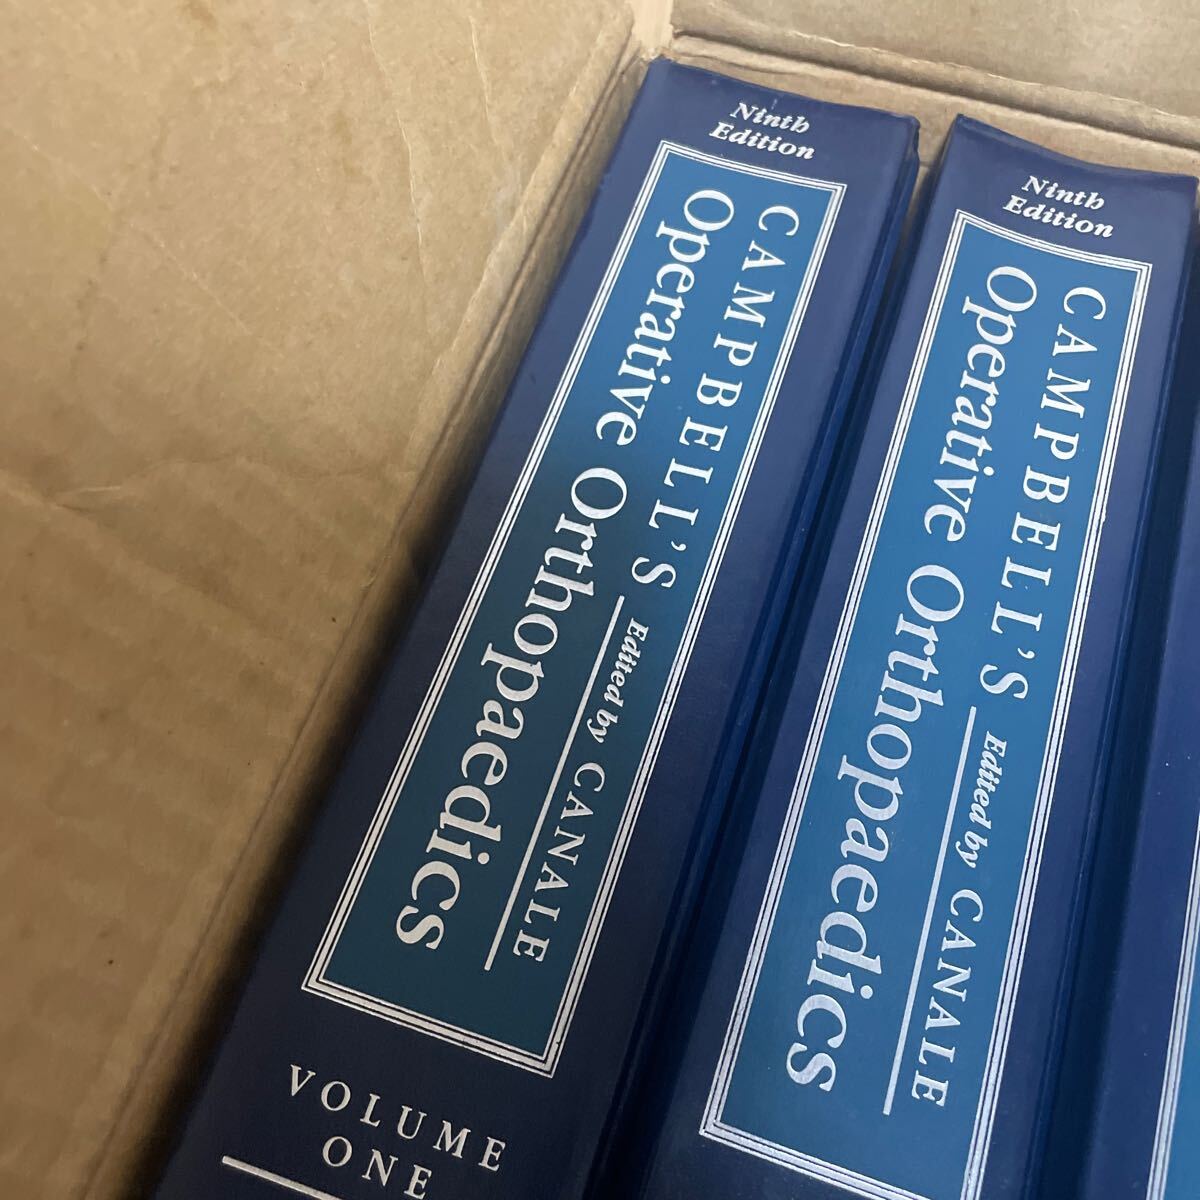 Ninth
Edition
CAMPBELL'S
Operative Orthopaedics
Edited by CANALE
VOLUME
ONE
Ninth
Edition
CAMPBELL'S
Operative Orthopaedics
Edited by CANALE